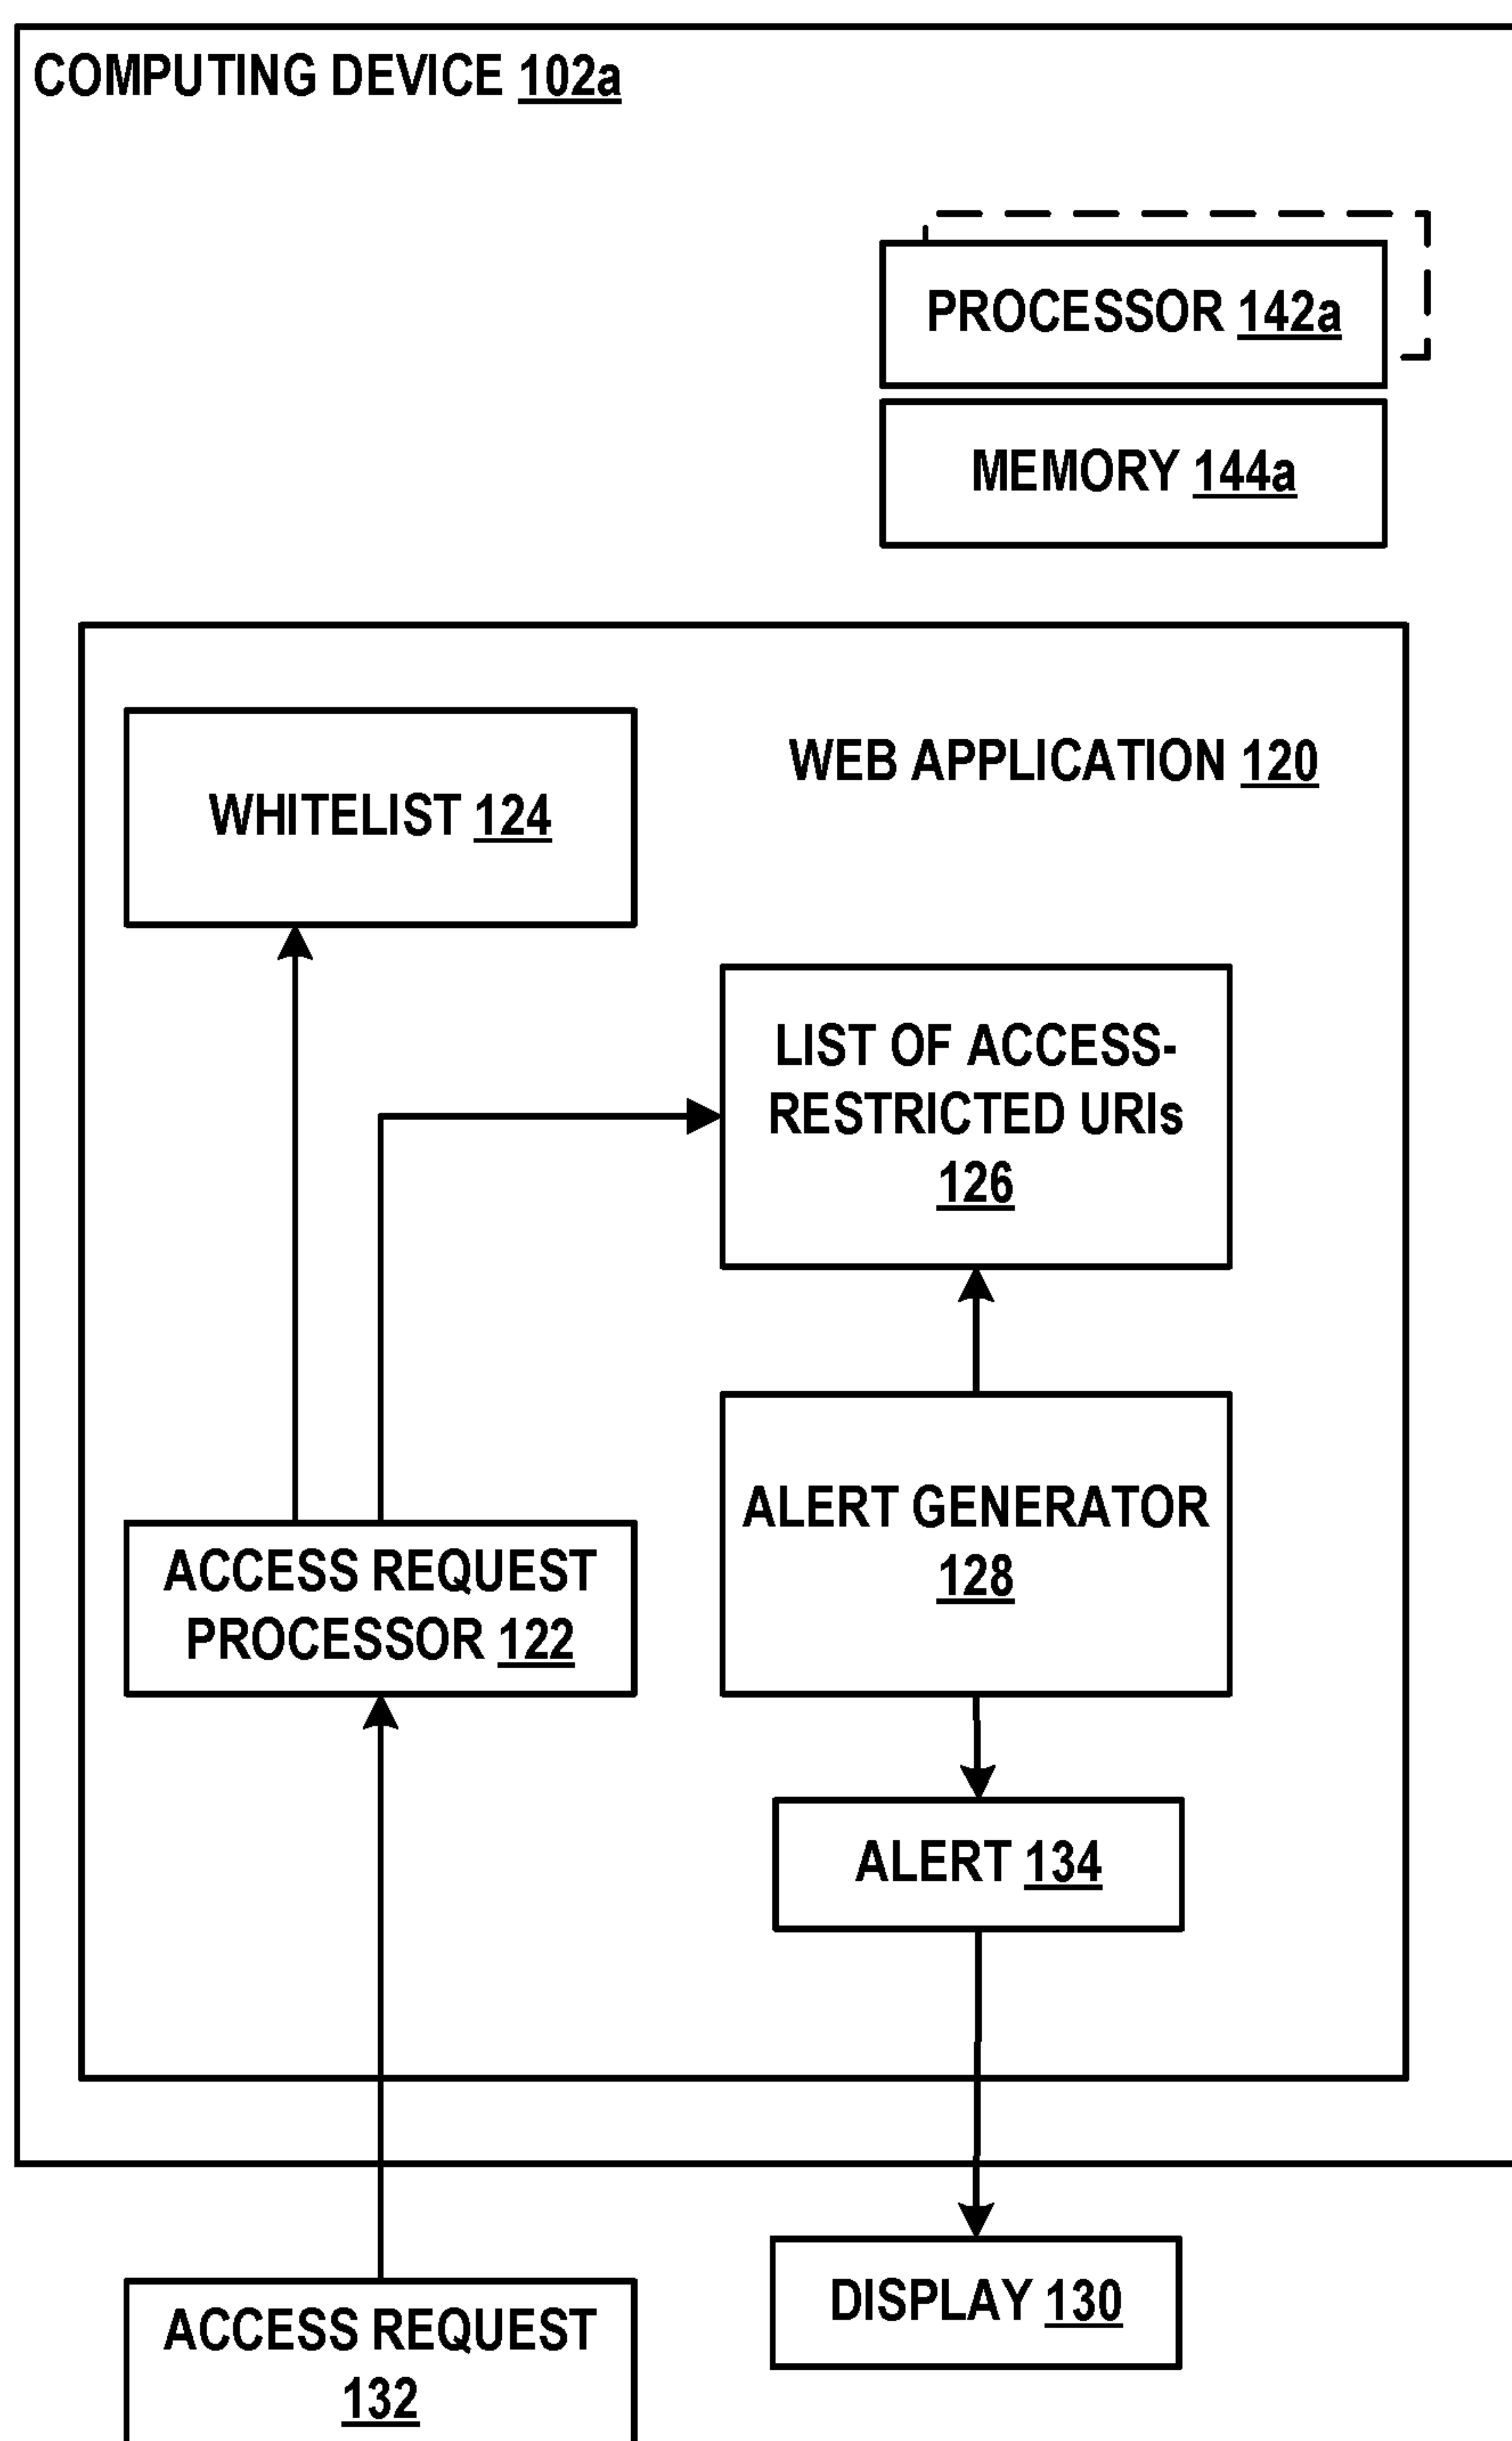 COMPUTING DEVICE 102a
PROCESSOR 142a
MEMORY 144a
WEB APPLICATION 120
WHITELIST 124
LIST OF ACCESS-
RESTRICTED URIs
126
ALERT GENERATOR
128
ACCESS REQUEST
PROCESSOR 122
ALERT 134
DISPLAY 130
ACCESS REQUEST
132